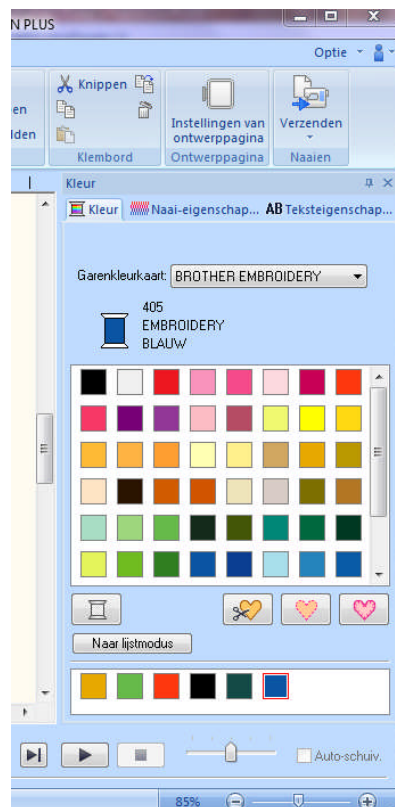 N PLUS
Optie
Knippen
en
lden
Instellingen van
ontwerppagina
Verzenden
Klembord
Ontwerppagina
Naaien
Kleur
Kleur
Naai-eigenschap...
AB Teksteigenschap...
Garenkleurkaart: BROTHER EMBROIDERY
405
EMBROIDERY
BLAUW
Naar lijstmodus
Auto-schuiv.
85%